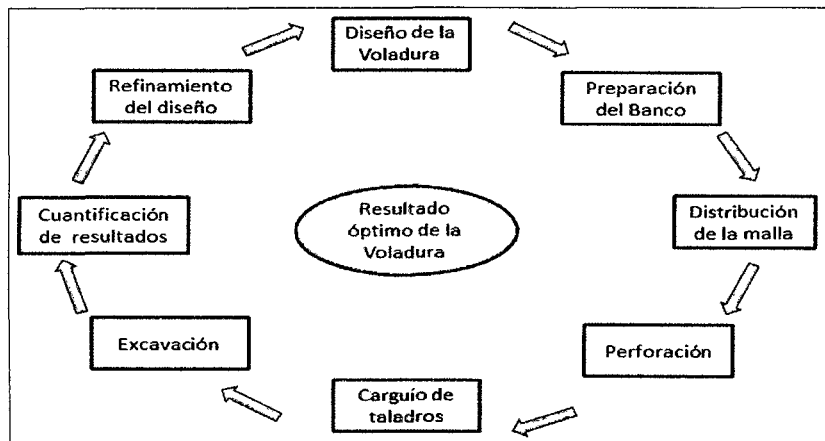 Diseño de la
Voladura
Preparación
del Banco
Distribución
de la malla
Perforación
Carguío de
taladros
Excavación
Cuantificación
de resultados
Refinamiento
del diseño
Resultado
óptimo de la
Voladura